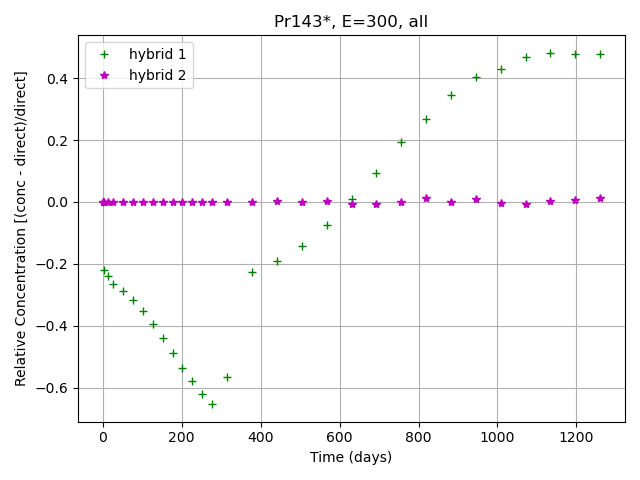 Pr143*, E=300, all
hybrid 1
hybrid 2
Relative Concentration [(conc - direct)/direct]
0.4
0.2
0.0
−0.2
−0.4
−0.6
0 200 400 600 800 1000 1200
Time (days)